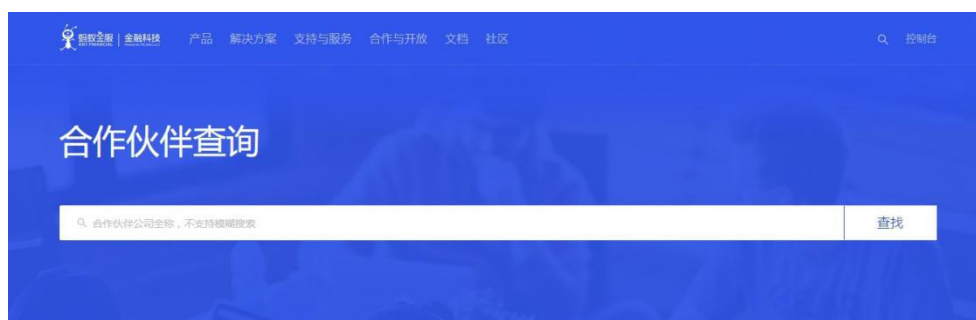 蚂蚁金服 | 金融科技 产品 解决方案 支持与服务 合作与开放 文档 社区 控制台
ANT FINANCIAL
合作伙伴查询
合作伙伴公司全称，不支持模糊搜索 查找